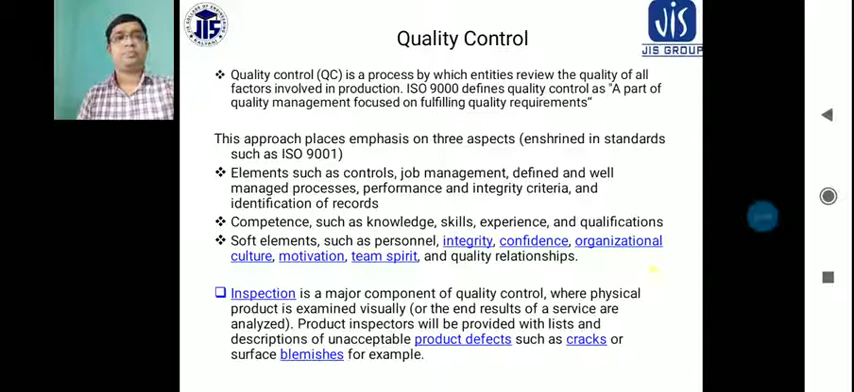 JIS COLLEGE OF ENGINEERING
JIS
KALYANI
JIS
JIS GROUP
Quality Control
❖ Quality control (QC) is a process by which entities review the quality of all
factors involved in production. ISO 9000 defines quality control as "A part of
quality management focused on fulfilling quality requirements“
This approach places emphasis on three aspects (enshrined in standards
such as ISO 9001)
❖ Elements such as controls, job management, defined and well
managed processes, performance and integrity criteria, and
identification of records
❖ Competence, such as knowledge, skills, experience, and qualifications
❖ Soft elements, such as personnel, integrity, confidence, organizational
culture, motivation, team spirit, and quality relationships.
❑ Inspection is a major component of quality control, where physical
product is examined visually (or the end results of a service are
analyzed). Product inspectors will be provided with lists and
descriptions of unacceptable product defects such as cracks or
surface blemishes for example.